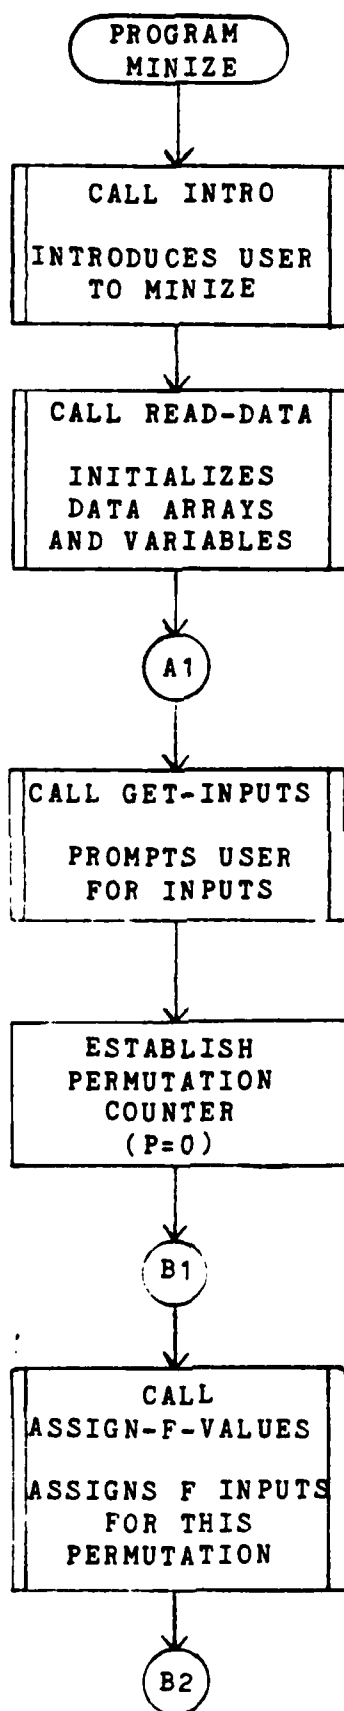 PROGRAM
MINIZE
CALL INTRO
INTRODUCES USER
TO MINIZE
CALL READ-DATA
INITIALIZES
DATA ARRAYS
AND VARIABLES
A1
CALL GET-INPUTS
PROMPTS USER
FOR INPUTS
ESTABLISH
PERMUTATION
COUNTER
(P=0)
B1
CALL
ASSIGN-F-VALUES
ASSIGNS F INPUTS
FOR THIS
PERMUTATION
B2